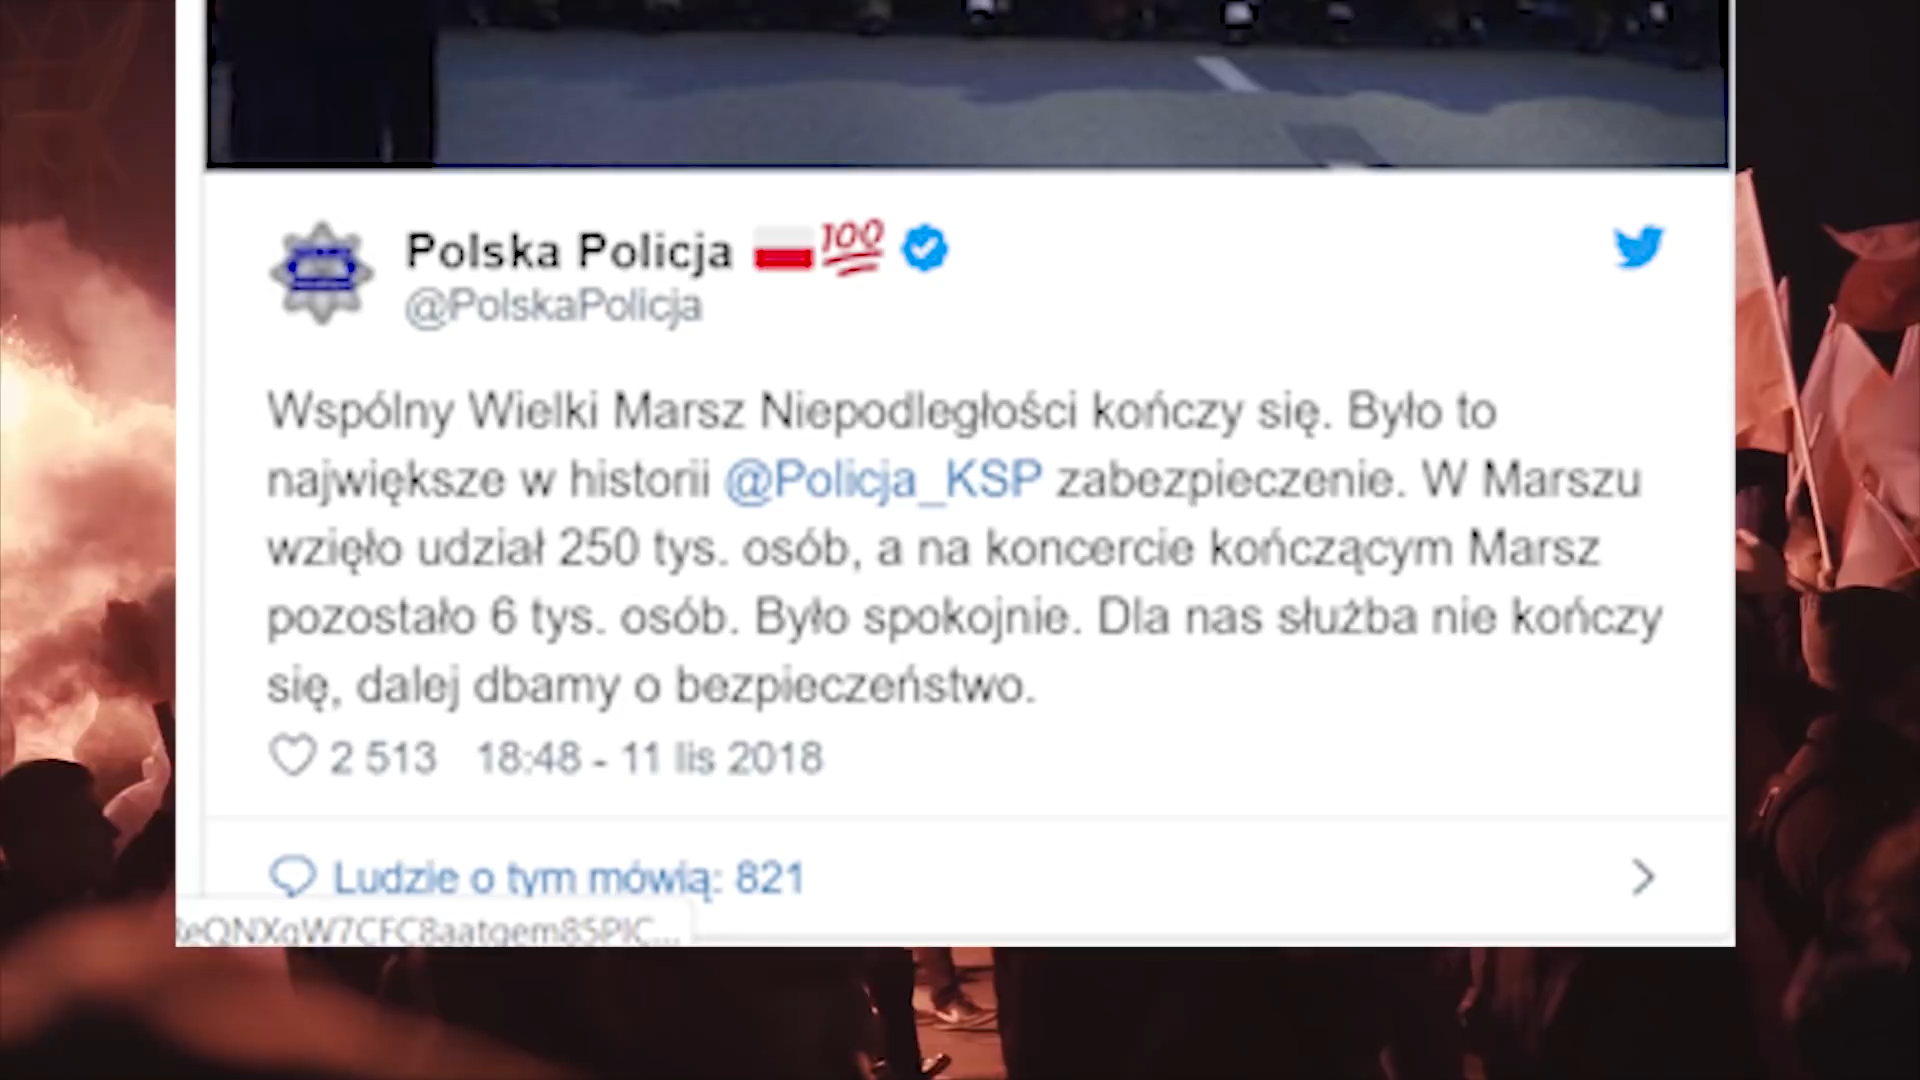 Polska Policja 🇵🇱💯
@PolskaPolicja
Wspólny Wielki Marsz Niepodległości kończy się. Było to
największe w historii @Policja_KSP zabezpieczenie. W Marszu
wzięło udział 250 tys. osób, a na koncercie kończącym Marsz
pozostało 6 tys. osób. Było spokojnie. Dla nas służba nie kończy
się, dalej dbamy o bezpieczeństwo.
2 513 18:48 - 11 lis 2018
Ludzie o tym mówią: 821